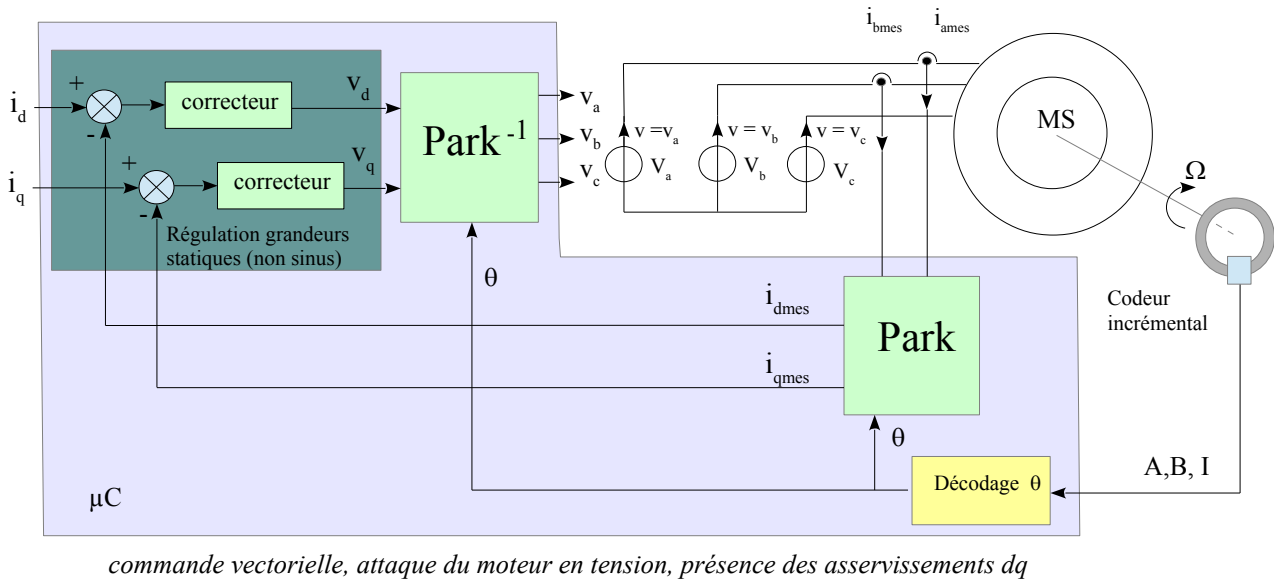 i_bmes
i_ames
+
i_d
-
correcteur
v_d
Park^-1
v_a
v_b
v_c
v =v_a
v = v_b
v = v_c
V_a
V_b
V_c
MS
Ω
+
i_q
-
correcteur
v_q
Régulation grandeurs
statiques (non sinus)
θ
i_dmes
i_qmes
Park
θ
Codeur
incrémental
A,B, I
Décodage θ
µC
commande vectorielle, attaque du moteur en tension, présence des asservissements dq